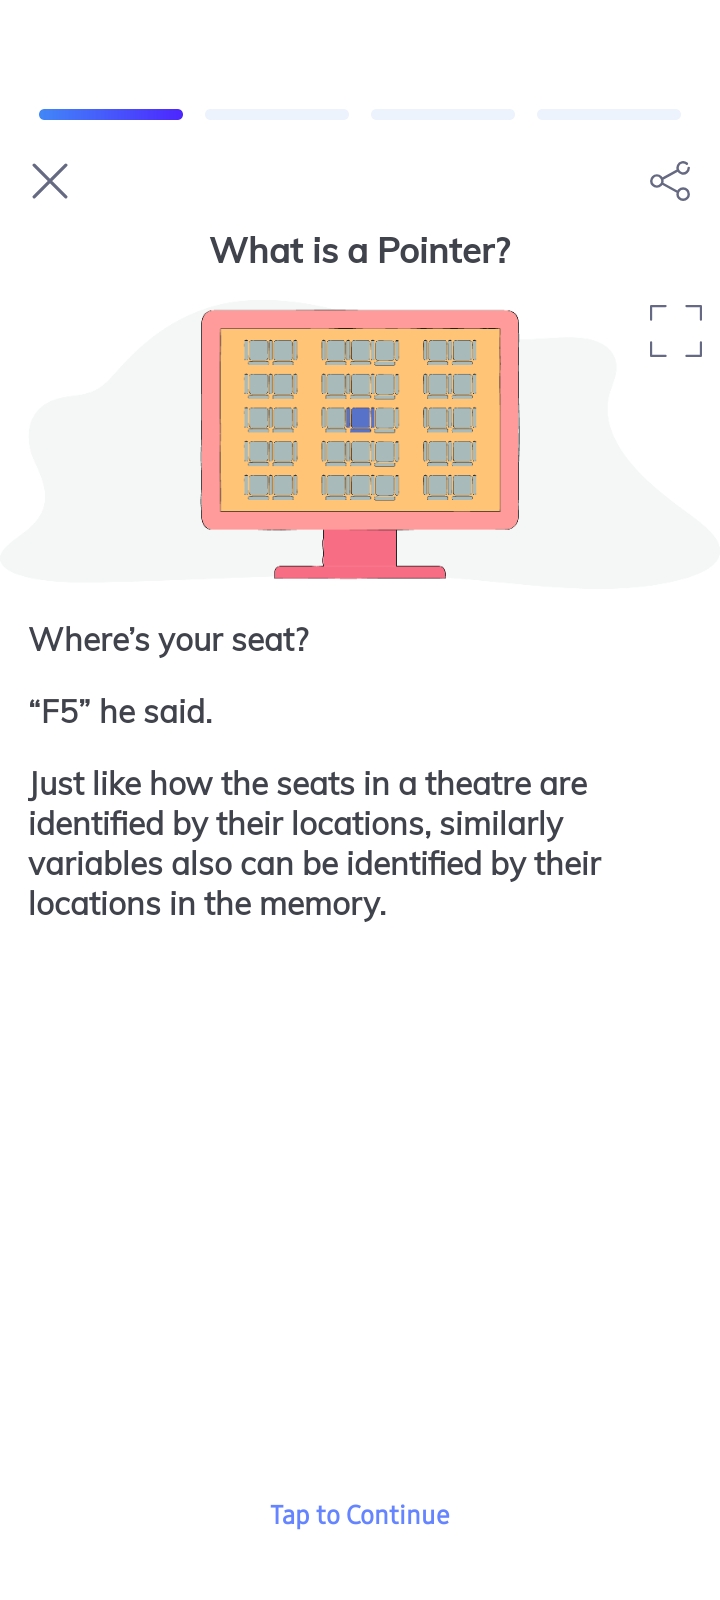 What is a Pointer?
Where’s your seat?
“F5” he said.
Just like how the seats in a theatre are
identified by their locations, similarly
variables also can be identified by their
locations in the memory.
Tap to Continue